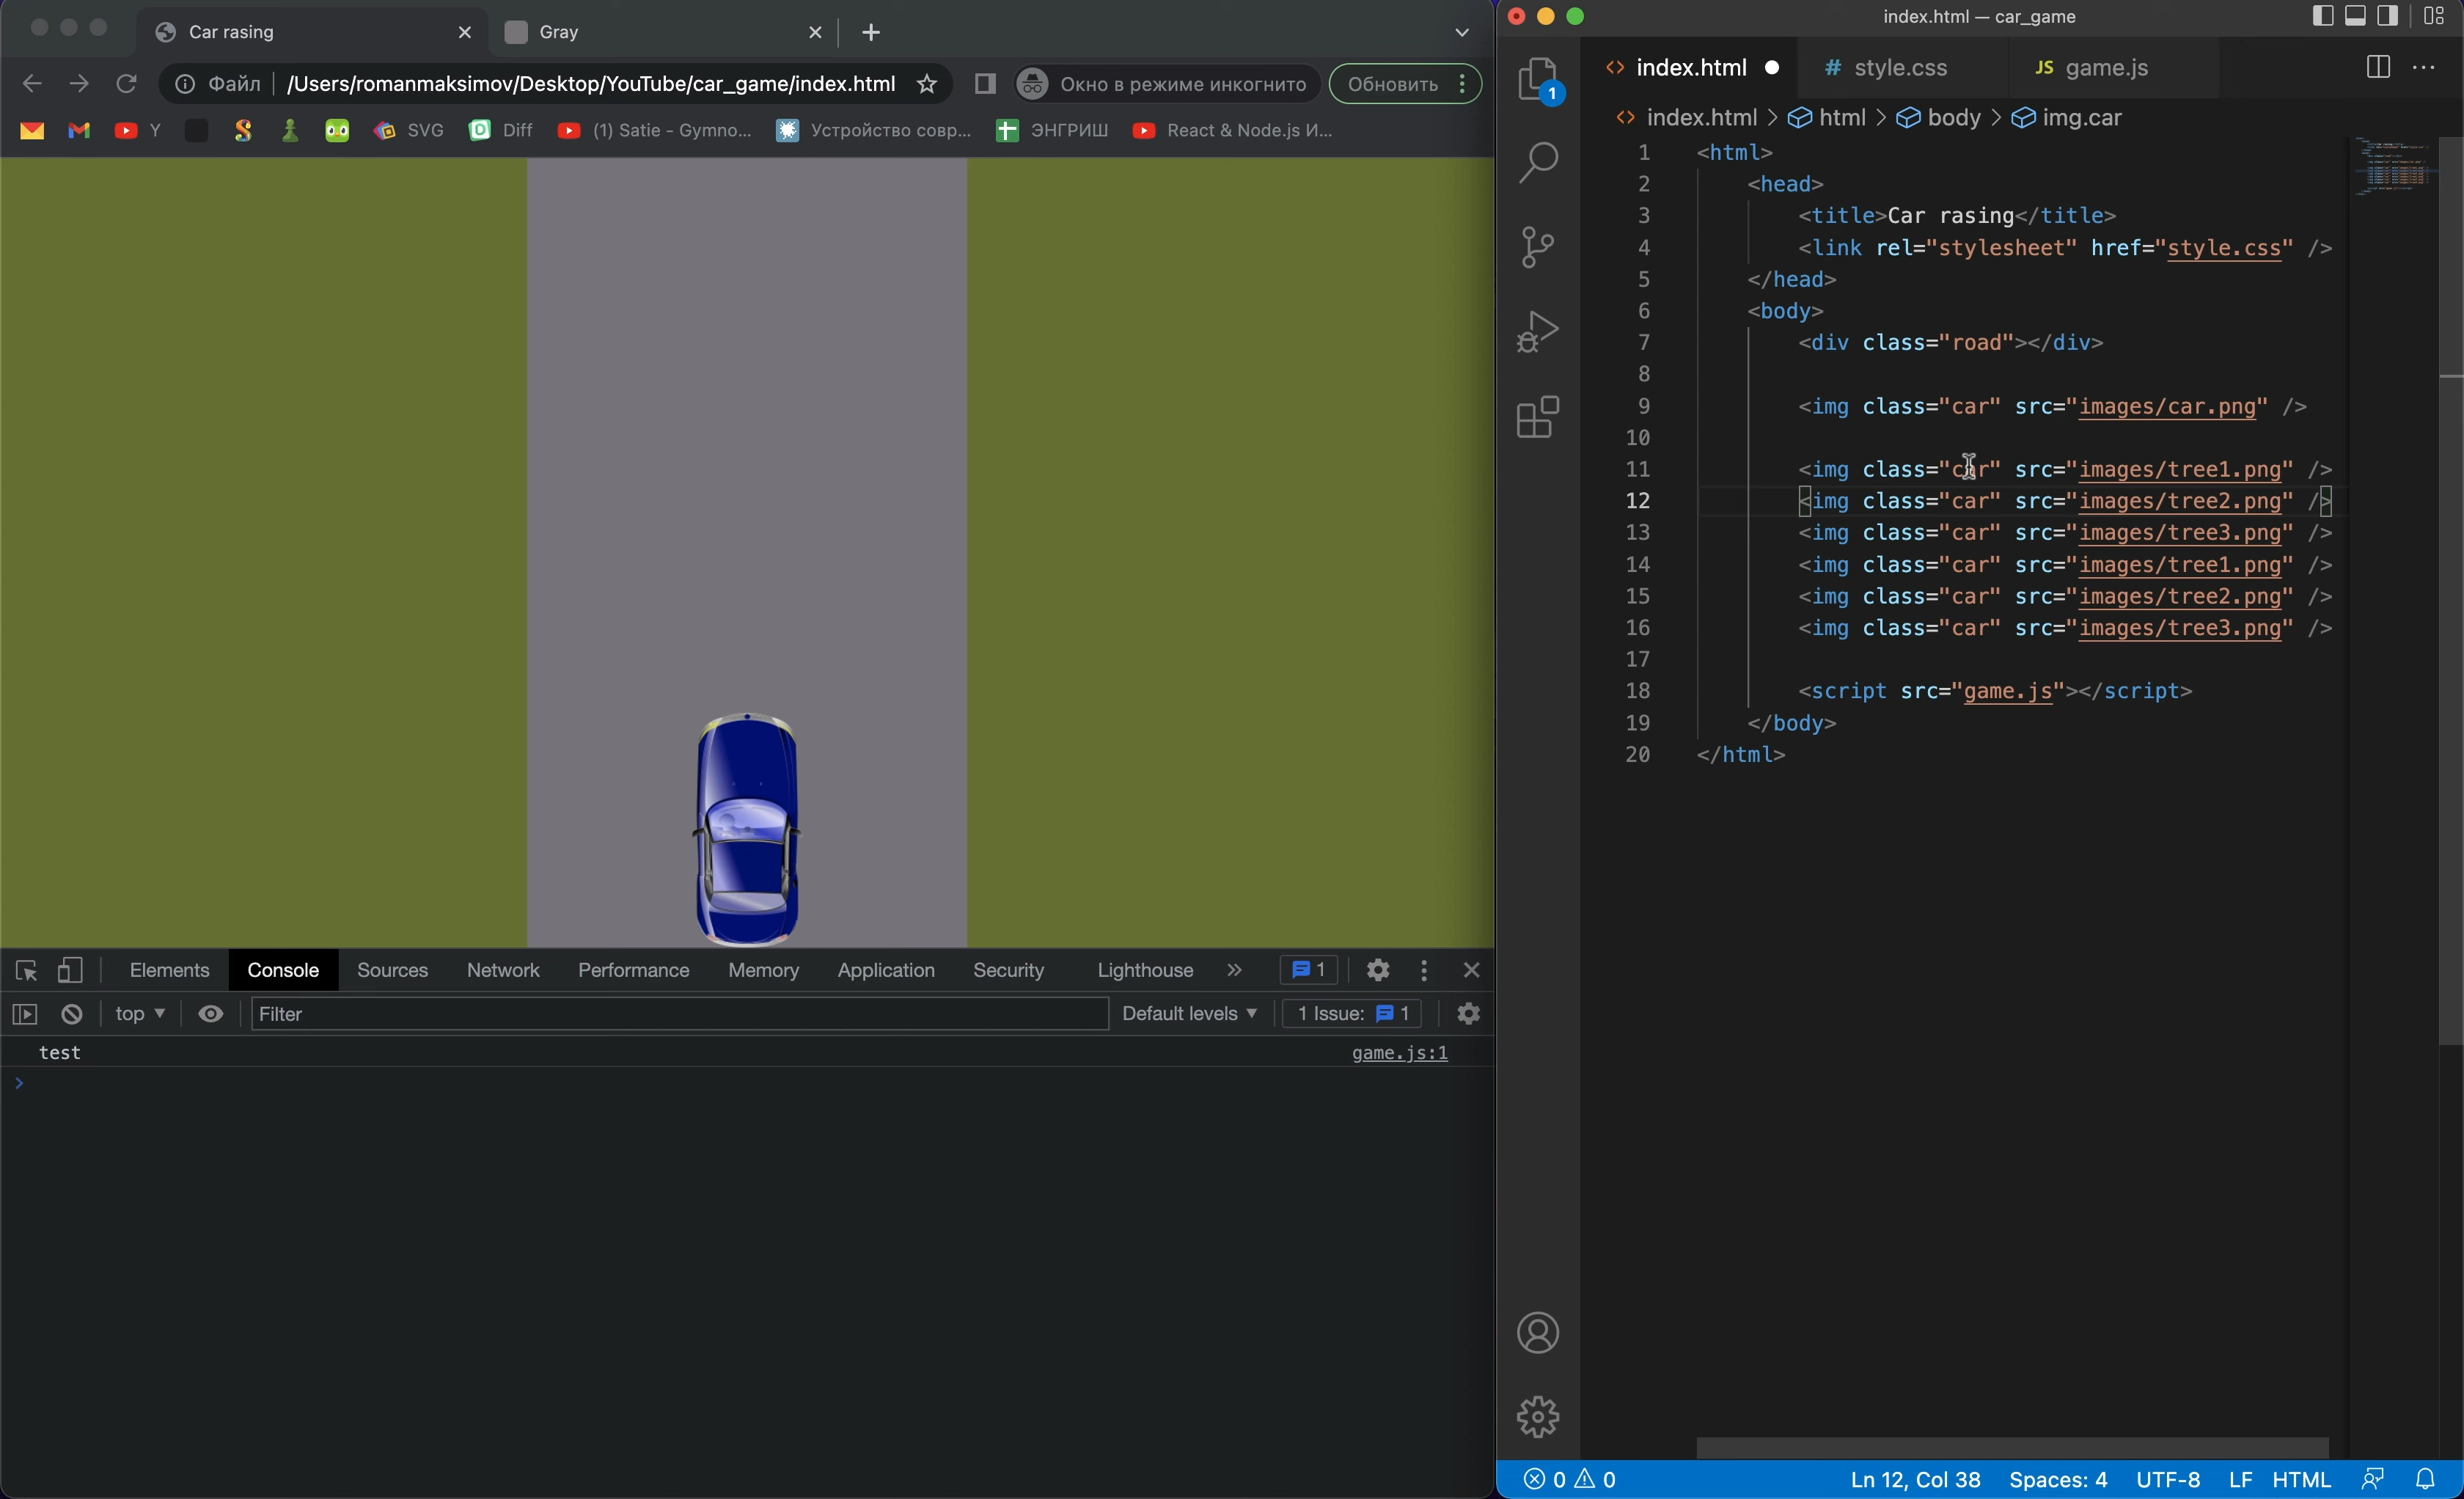 Car rasing
Gray
Файл
/Users/romanmaksimov/Desktop/YouTube/car_game/index.html
Окно в режиме инкогнито
Обновить
Y
SVG
Diff
(1) Satie - Gymno...
Устройство совр...
ЭНГРИШ
React & Node.js И...
Elements
Console
Sources
Network
Performance
Memory
Application
Security
Lighthouse
1
top
Filter
Default levels
1 Issue: 1
test
game.js:1
index.html — car_game
1
index.html
# style.css
JS game.js
index.html > html > body > img.car
1 <html>
2 <head>
3 <title>Car rasing</title>
4 <link rel="stylesheet" href="style.css" />
5 </head>
6 <body>
7 <div class="road"></div>
8
9 <img class="car" src="images/car.png" />
10
11 <img class="car" src="images/tree1.png" />
12 <img class="car" src="images/tree2.png" />
13 <img class="car" src="images/tree3.png" />
14 <img class="car" src="images/tree1.png" />
15 <img class="car" src="images/tree2.png" />
16 <img class="car" src="images/tree3.png" />
17
18 <script src="game.js"></script>
19 </body>
20 </html>
0 0
Ln 12, Col 38
Spaces: 4
UTF-8
LF
HTML